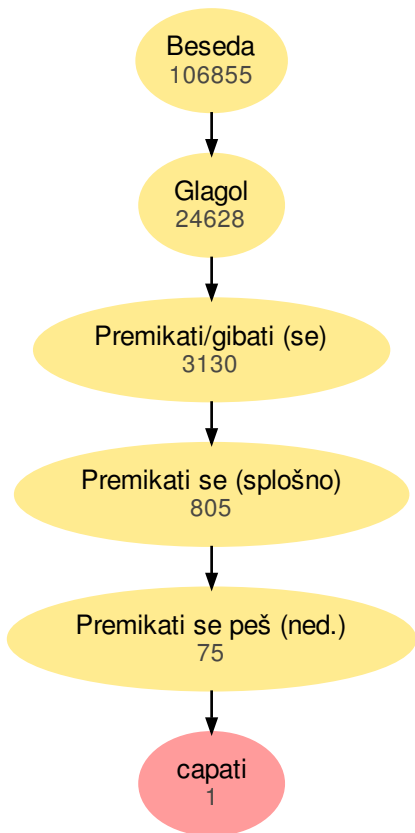 Beseda
106855
Glagol
24628
Premikati/gibati (se)
3130
Premikati se (splošno)
805
Premikati se peš (ned.)
75
capati
1